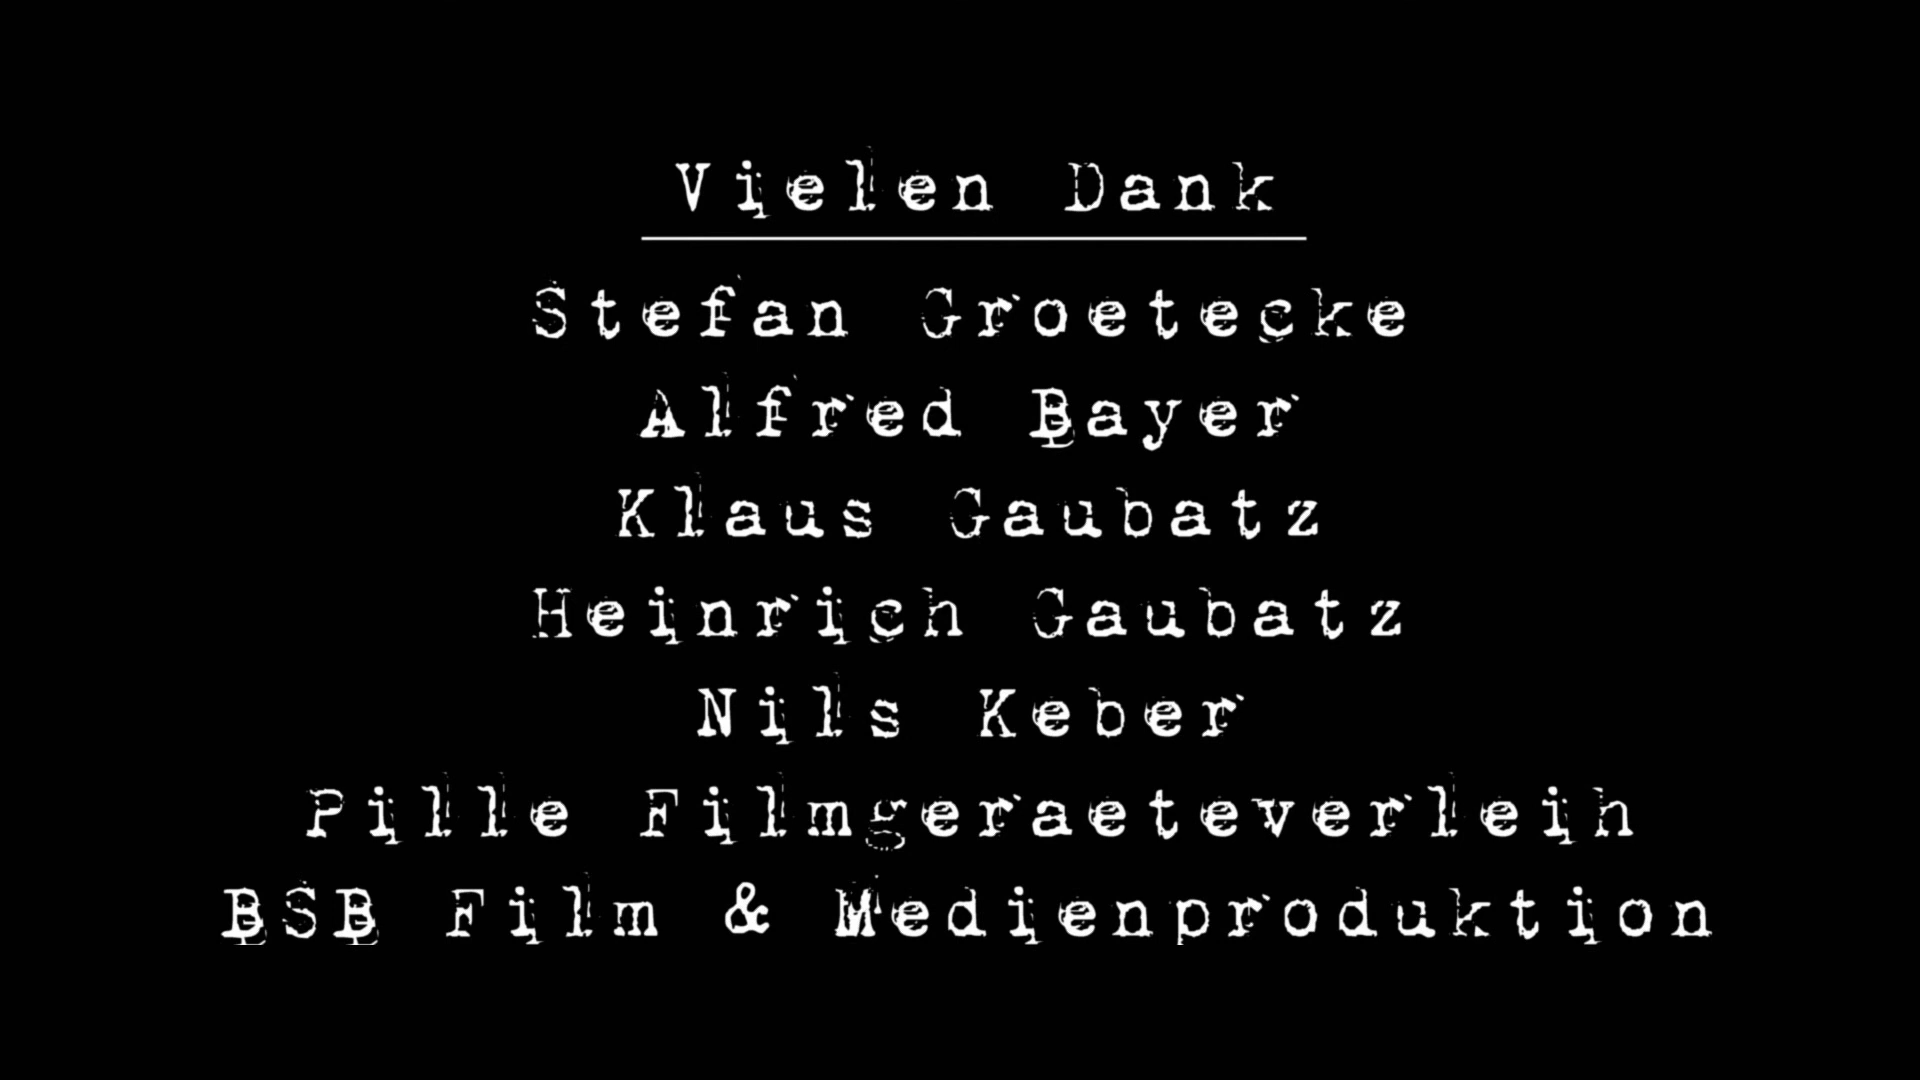 Vielen Dank
Stefan Groetecke
Alfred Bayer
Klaus Gaubatz
Heinrich Gaubatz
Nils Keber
Pille Filmgeraeteverleih
BSB Film & Medienproduktion